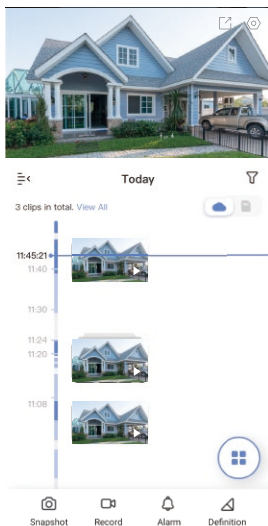 Today
3 clips in total. View All
11:45:21
11:40
11:30
11:24
11:20
11:08
Snapshot Record Alarm Definition